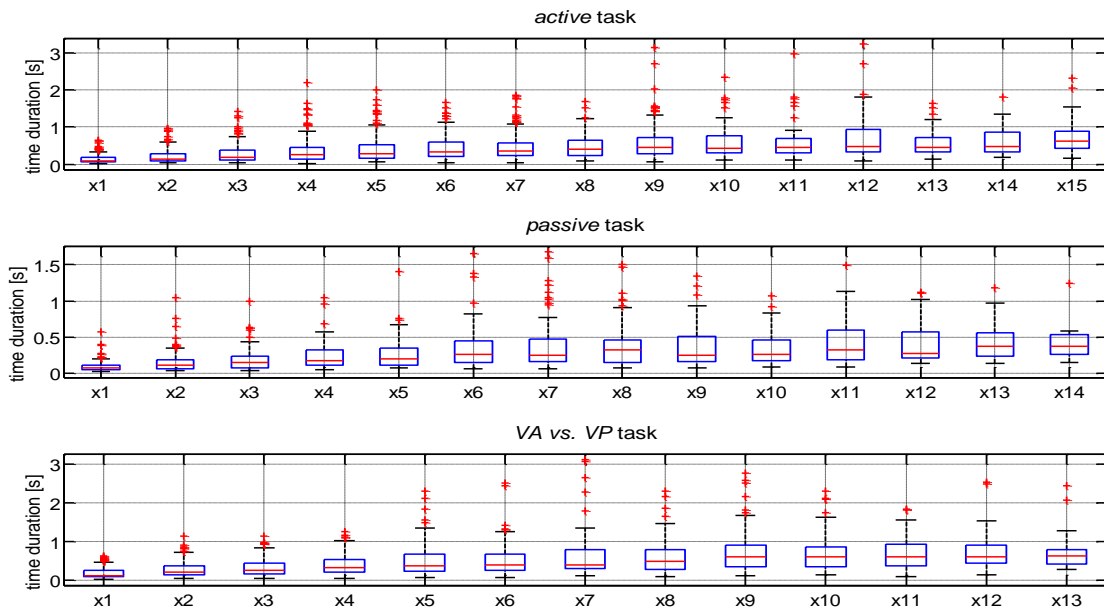 active task
time duration [s]
3
2
1
0
x1 x2 x3 x4 x5 x6 x7 x8 x9 x10 x11 x12 x13 x14 x15
passive task
time duration [s]
1.5
1
0.5
0
x1 x2 x3 x4 x5 x6 x7 x8 x9 x10 x11 x12 x13 x14
VA vs. VP task
time duration [s]
3
2
1
0
x1 x2 x3 x4 x5 x6 x7 x8 x9 x10 x11 x12 x13